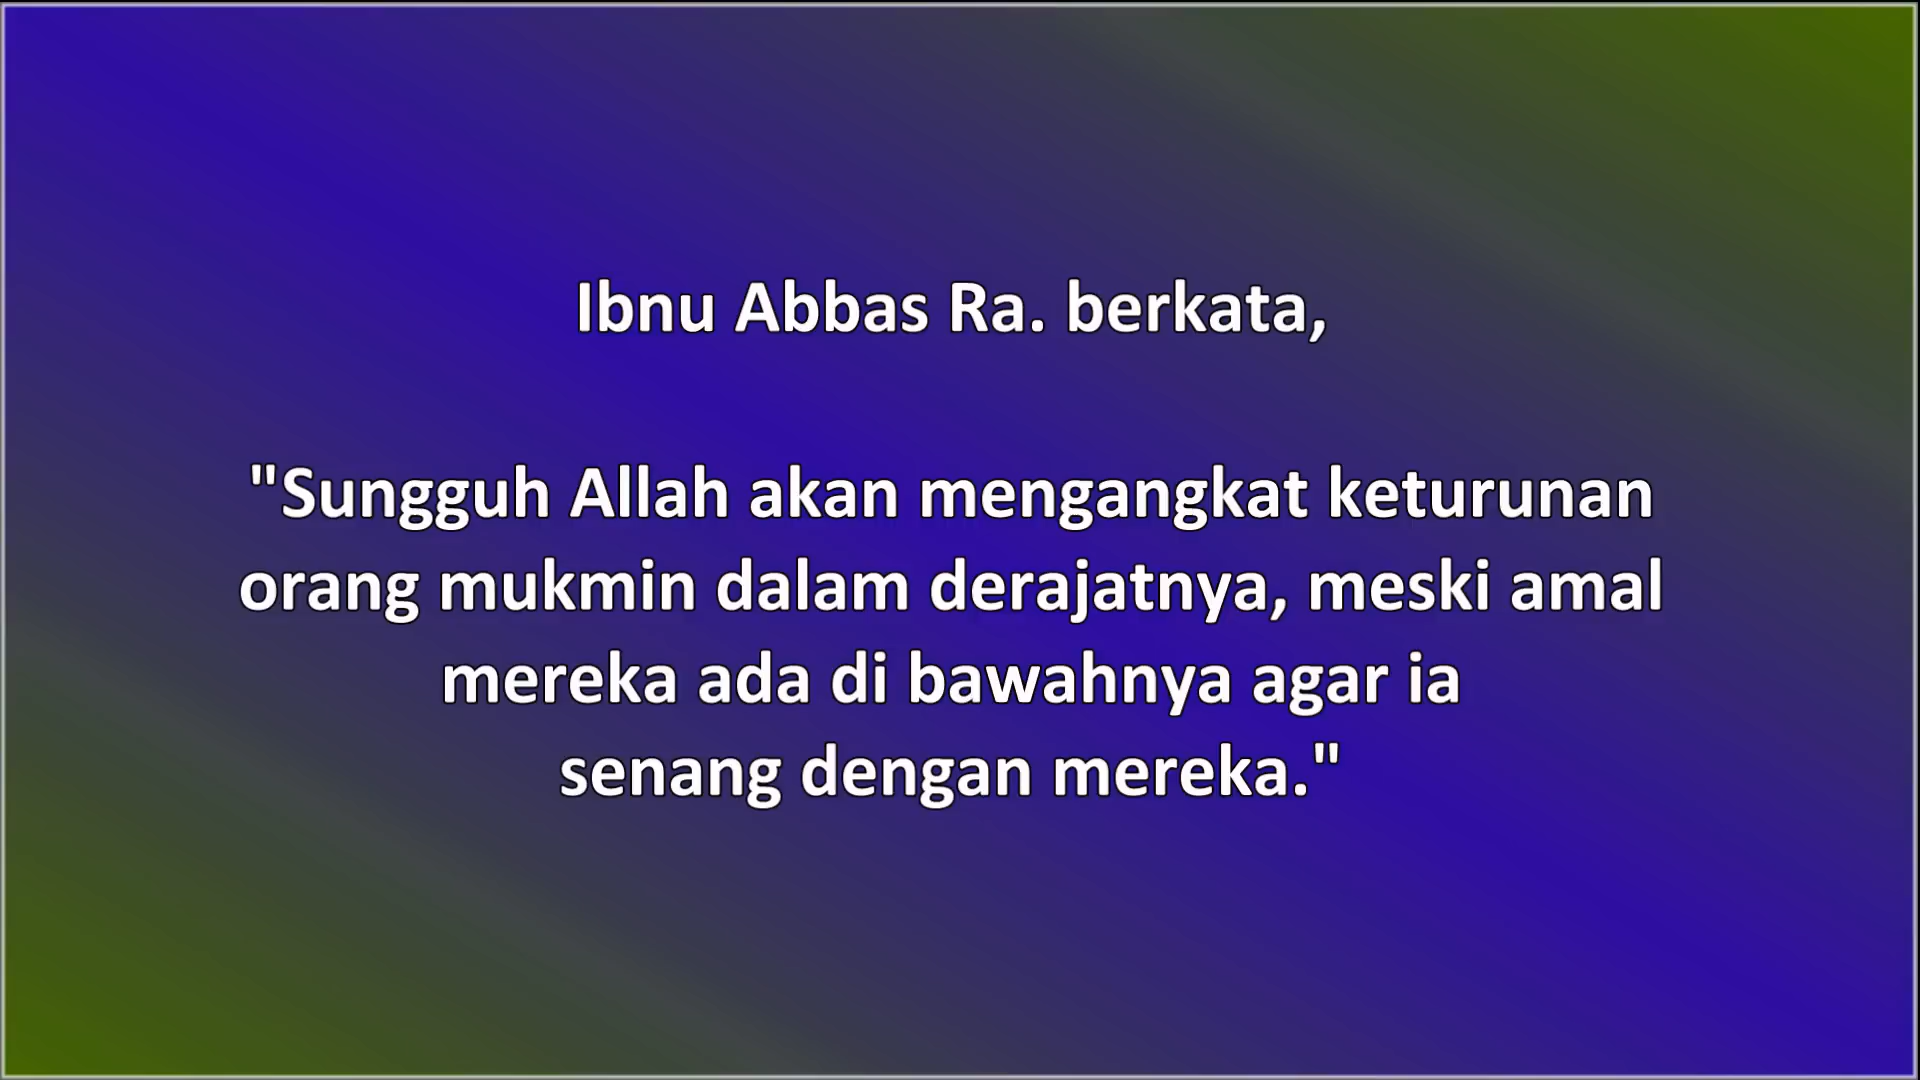 Ibnu Abbas Ra. berkata,
"Sungguh Allah akan mengangkat keturunan
orang mukmin dalam derajatnya, meski amal
mereka ada di bawahnya agar ia
senang dengan mereka."